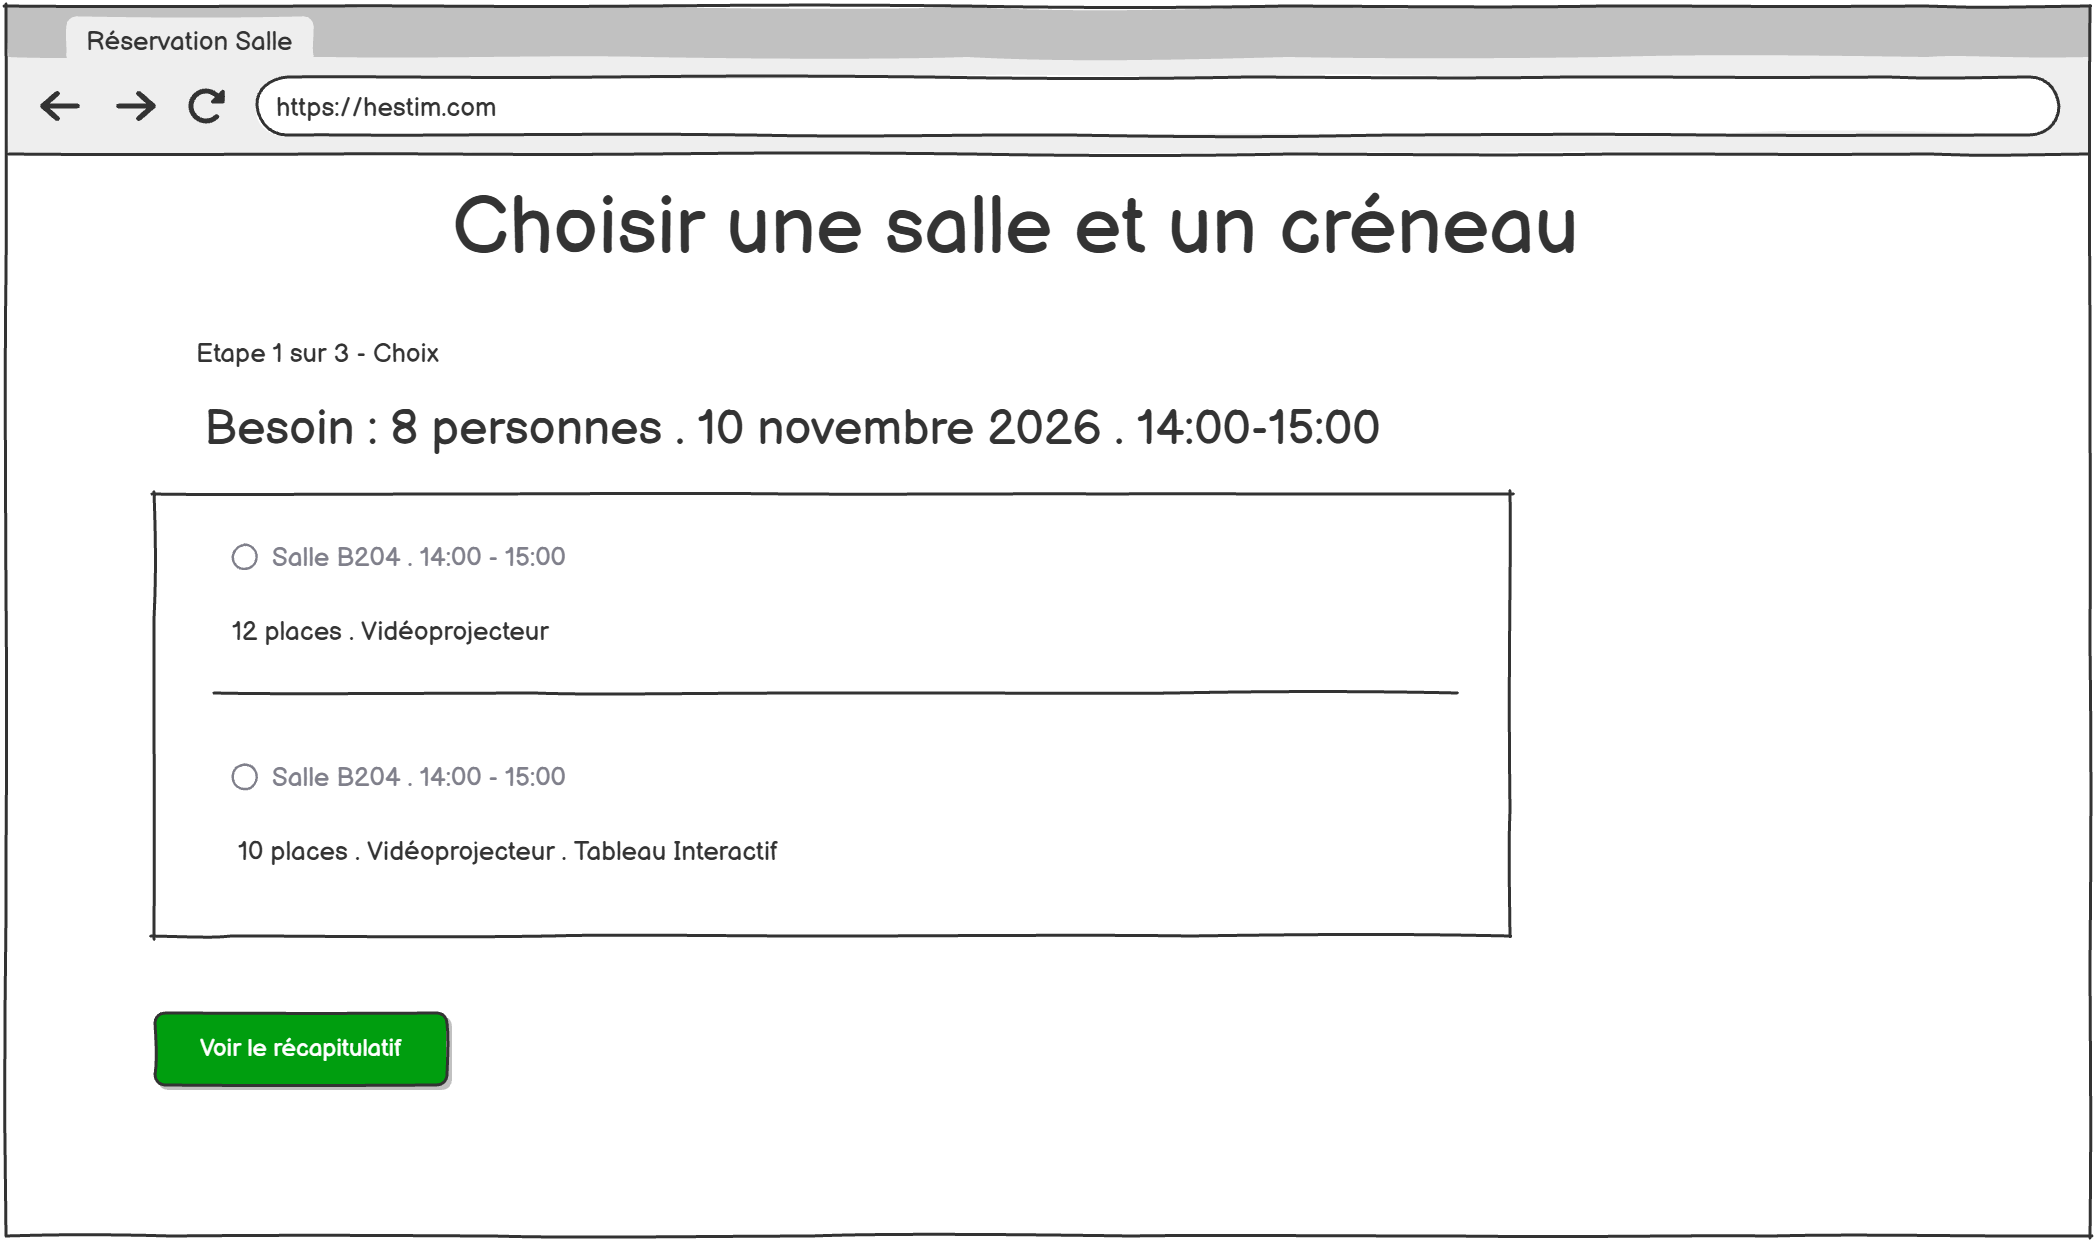 Réservation Salle
https://hestim.com
Choisir une salle et un créneau
Etape 1 sur 3 - Choix
Besoin : 8 personnes . 10 novembre 2026 . 14:00-15:00
Salle B204 . 14:00 - 15:00
12 places . Vidéoprojecteur
Salle B204 . 14:00 - 15:00
10 places . Vidéoprojecteur . Tableau Interactif
Voir le récapitulatif